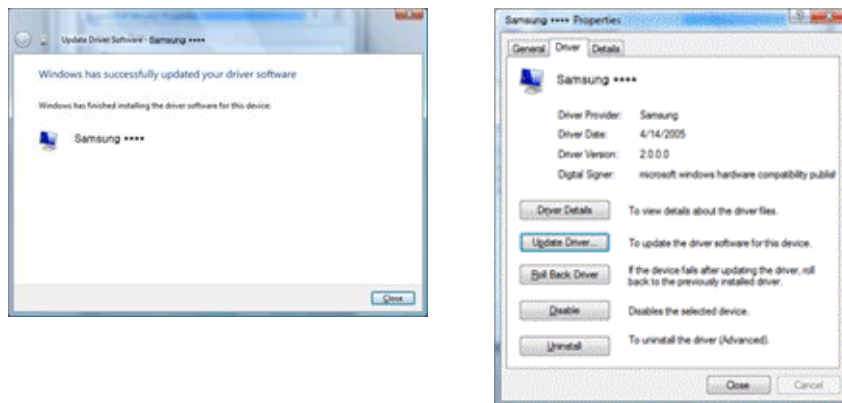 Update Driver Software - Samsung ****
Windows has successfully updated your driver software
Windows has finished installing the driver software for this device:
Samsung ****
Close
Samsung **** Properties
General Driver Details
Samsung ****
Driver Provider: Samsung
Driver Date: 4/14/2005
Driver Version: 2.0.0.0
Digital Signer: microsoft windows hardware compatibility publist
Driver Details To view details about the driver files.
Update Driver... To update the driver software for this device.
Roll Back Driver If the device fails after updating the driver, roll
back to the previously installed driver.
Disable Disables the selected device.
Uninstall To uninstall the driver (Advanced).
Close Cancel